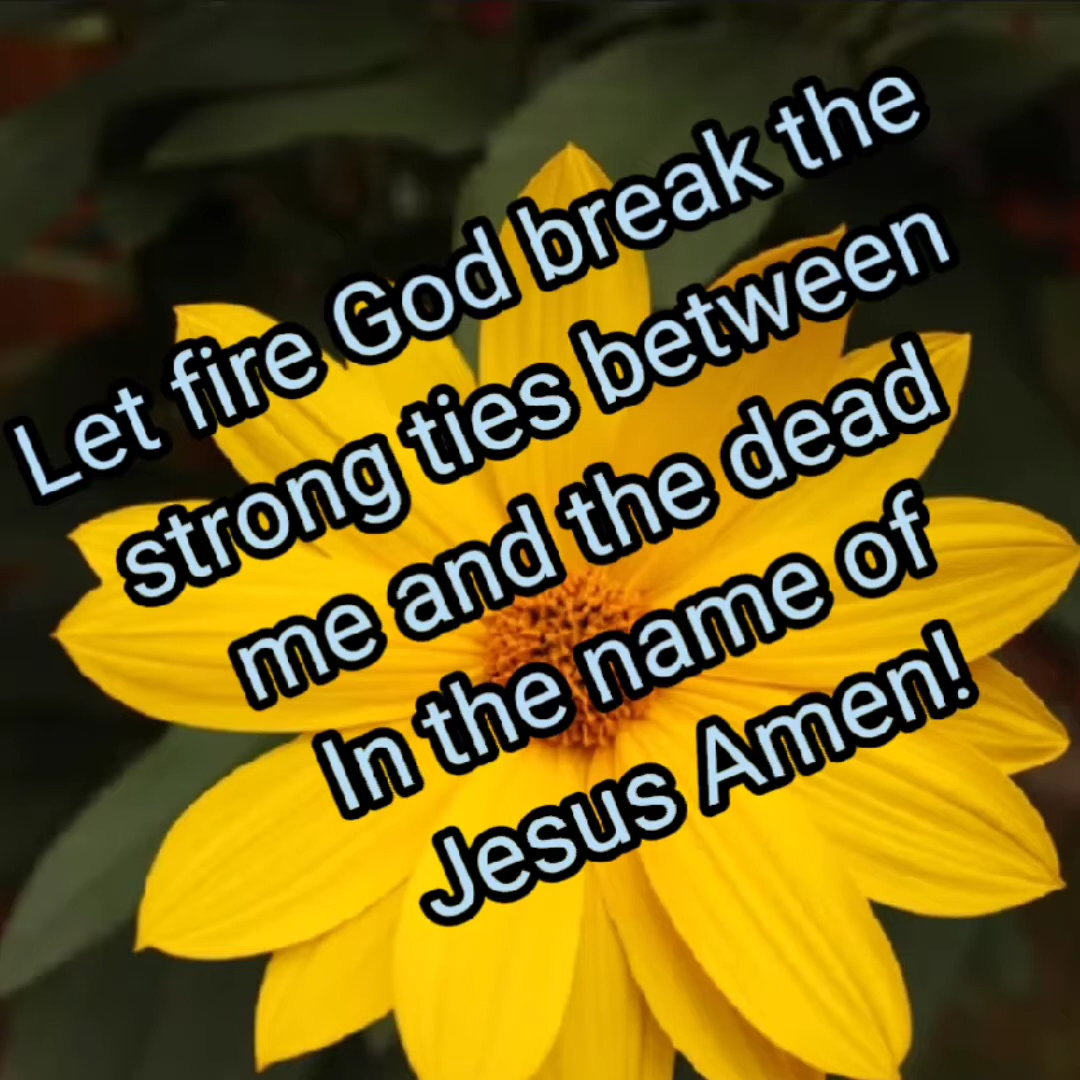 Let fire God break the
strong ties between
me and the dead
In the name of
Jesus Amen!